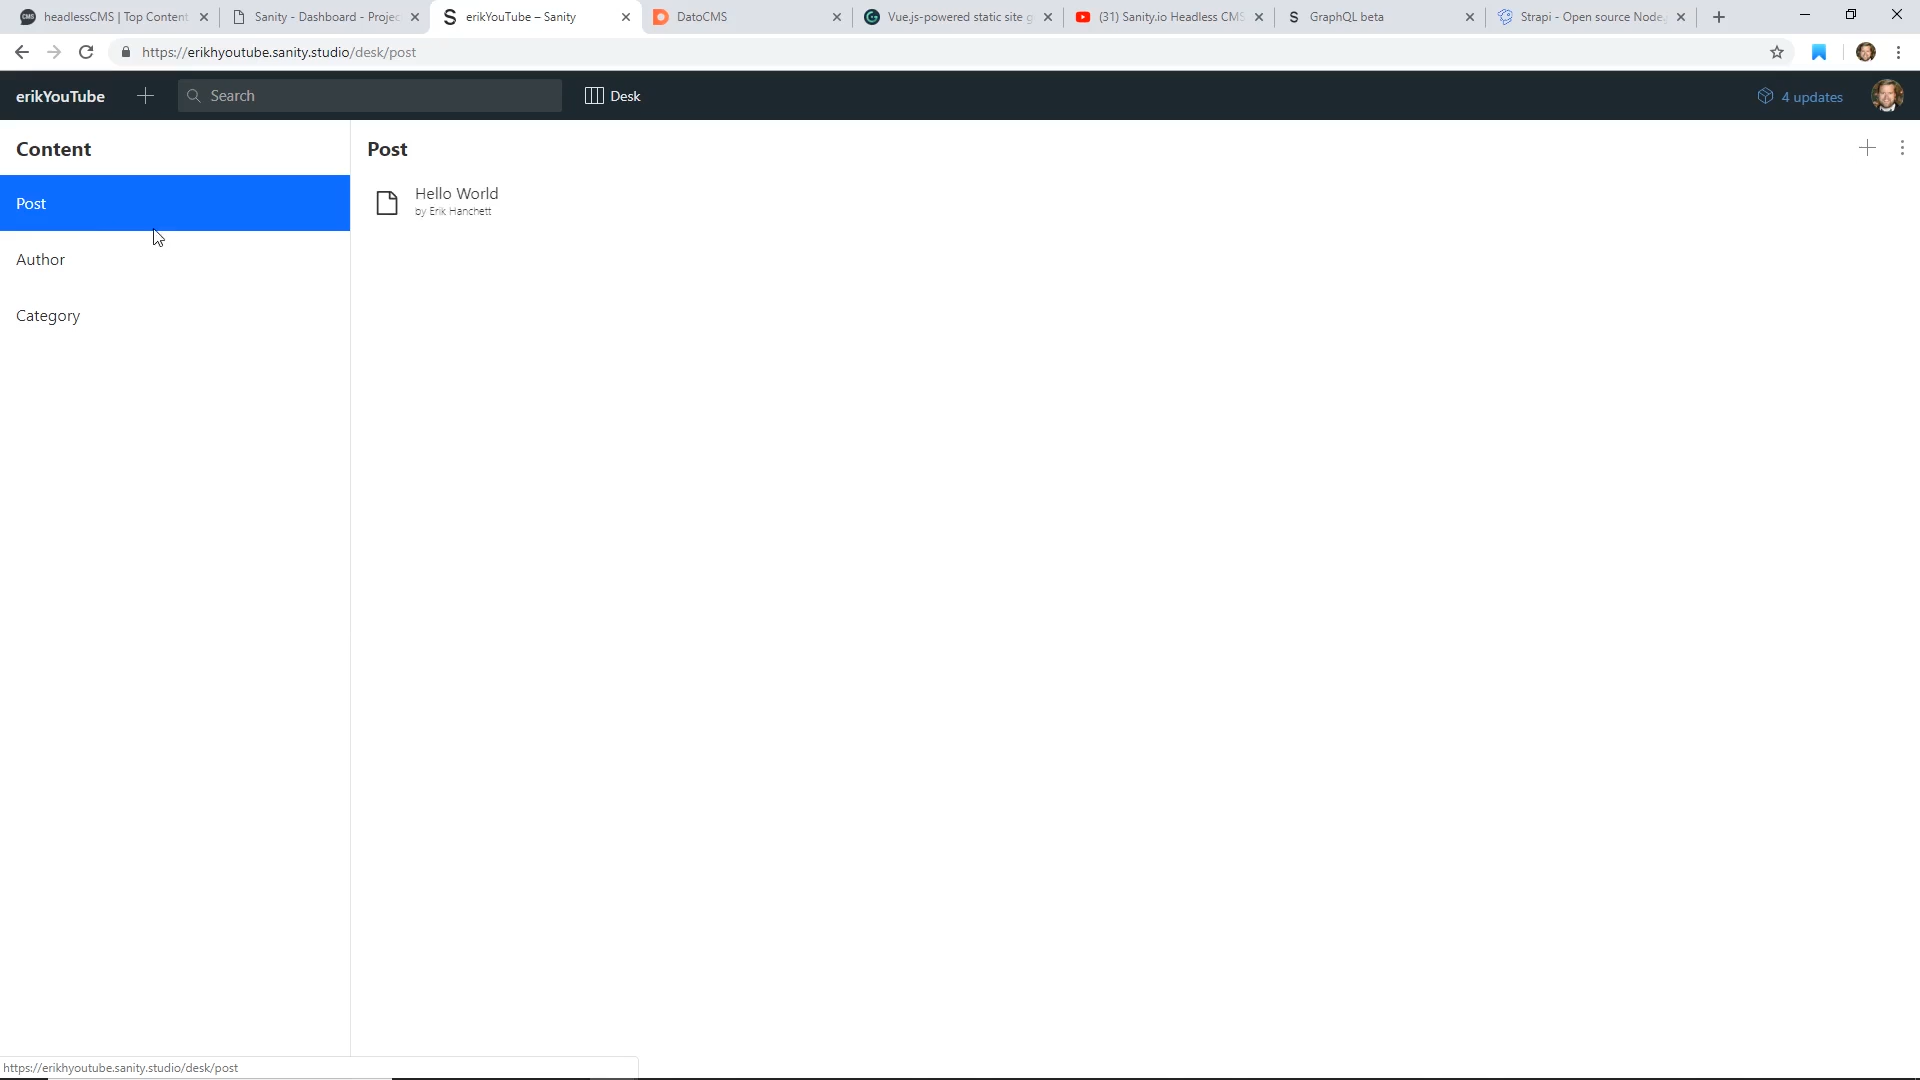 headlessCMS | Top Content
Sanity - Dashboard - Projec
erikYouTube – Sanity
DatoCMS
Vue.js-powered static site g
(31) Sanity.io Headless CMS
GraphQL beta
Strapi - Open source Node.
https://erikhyoutube.sanity.studio/desk/post
erikYouTube
Search
Desk
4 updates
Content
Post
Author
Category
Post
Hello World
by Erik Hanchett
https://erikhyoutube.sanity.studio/desk/post